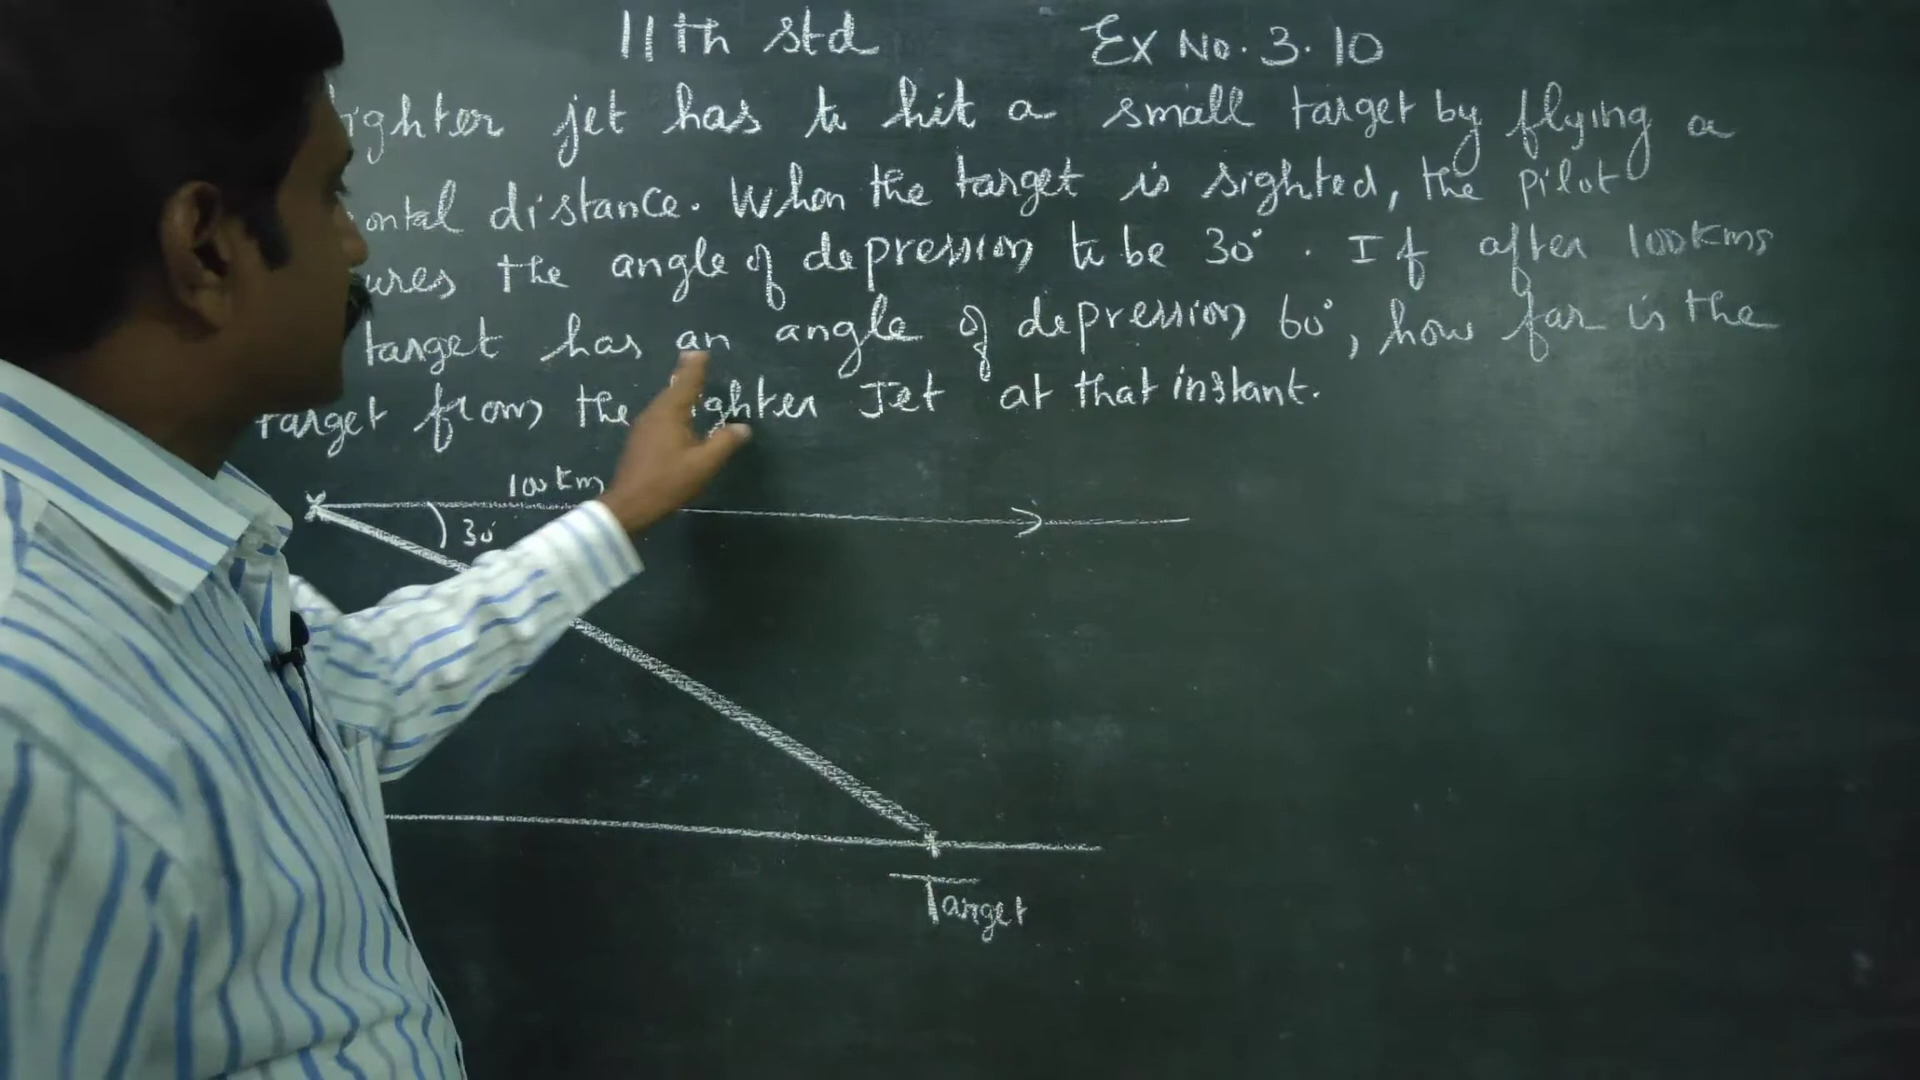 11th std Ex No. 3.10
ighter jet has to hit a small target by flying a
ontal distance. When the target is sighted, the pilot
ures the angle of depression to be 30°. If after 100kms
target has an angle of depression 60°, how far is the
target from the ighter Jet at that instant.
100km
30°
Target